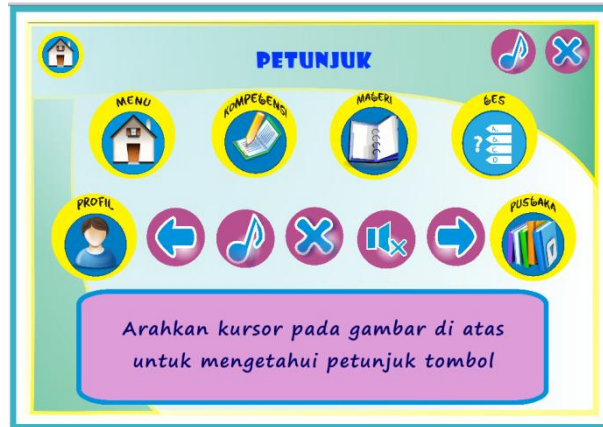 PETUNJUK
MENU
KOMPETENSI
MATERI
TES
PROFIL
PUSTAKA
?
A.
B.
C.
D
Arahkan kursor pada gambar di atas
untuk mengetahui petunjuk tombol